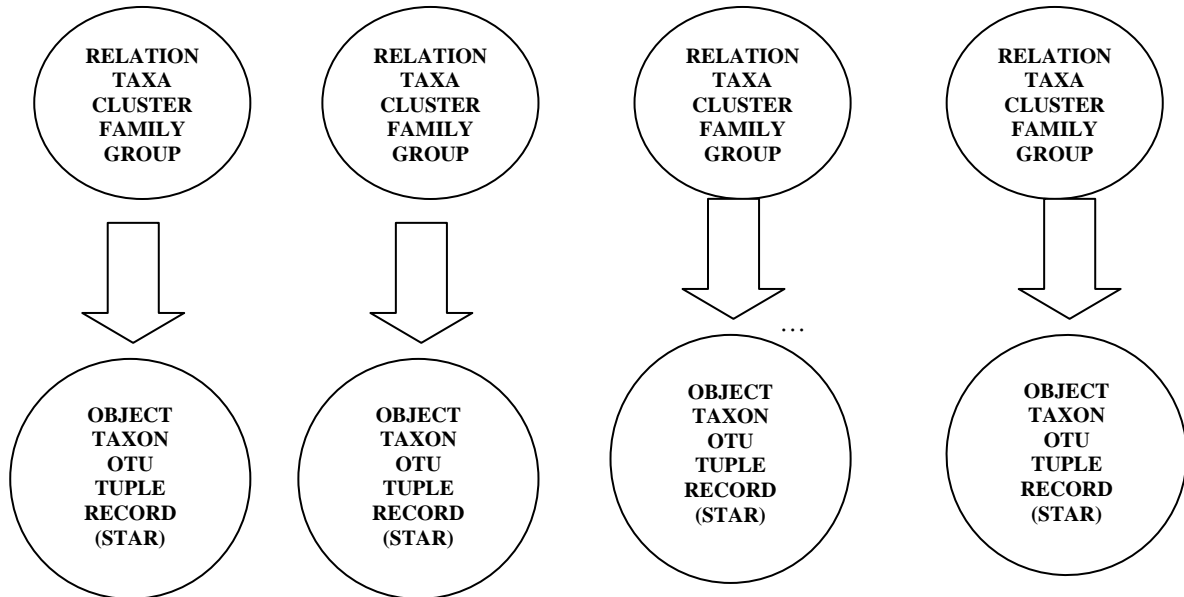 RELATION
TAXA
CLUSTER
FAMILY
GROUP
RELATION
TAXA
CLUSTER
FAMILY
GROUP
RELATION
TAXA
CLUSTER
FAMILY
GROUP
RELATION
TAXA
CLUSTER
FAMILY
GROUP
...
OBJECT
TAXON
OTU
TUPLE
RECORD
(STAR)
OBJECT
TAXON
OTU
TUPLE
RECORD
(STAR)
OBJECT
TAXON
OTU
TUPLE
RECORD
(STAR)
OBJECT
TAXON
OTU
TUPLE
RECORD
(STAR)